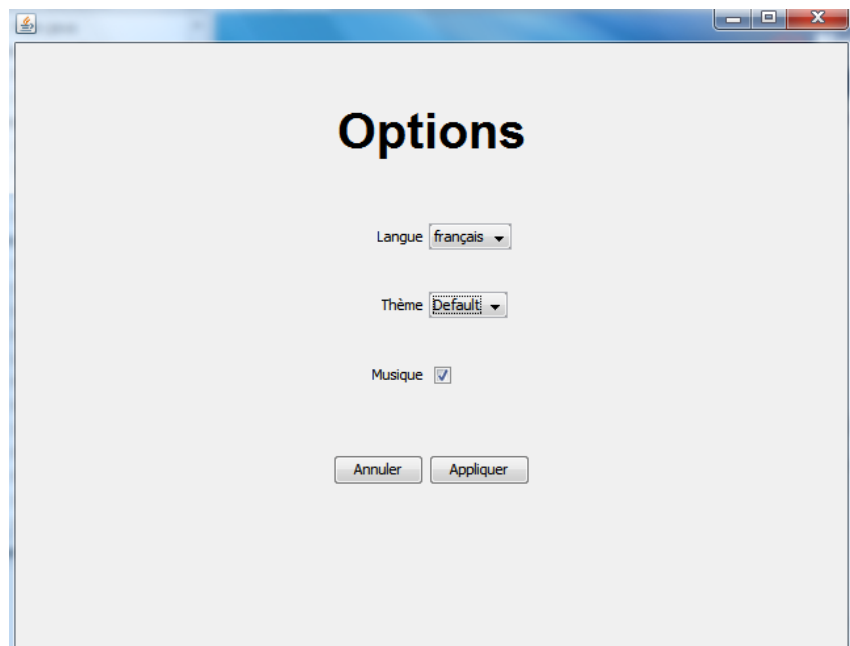 Options
Langue français
Thème Default
Musique
Annuler Appliquer